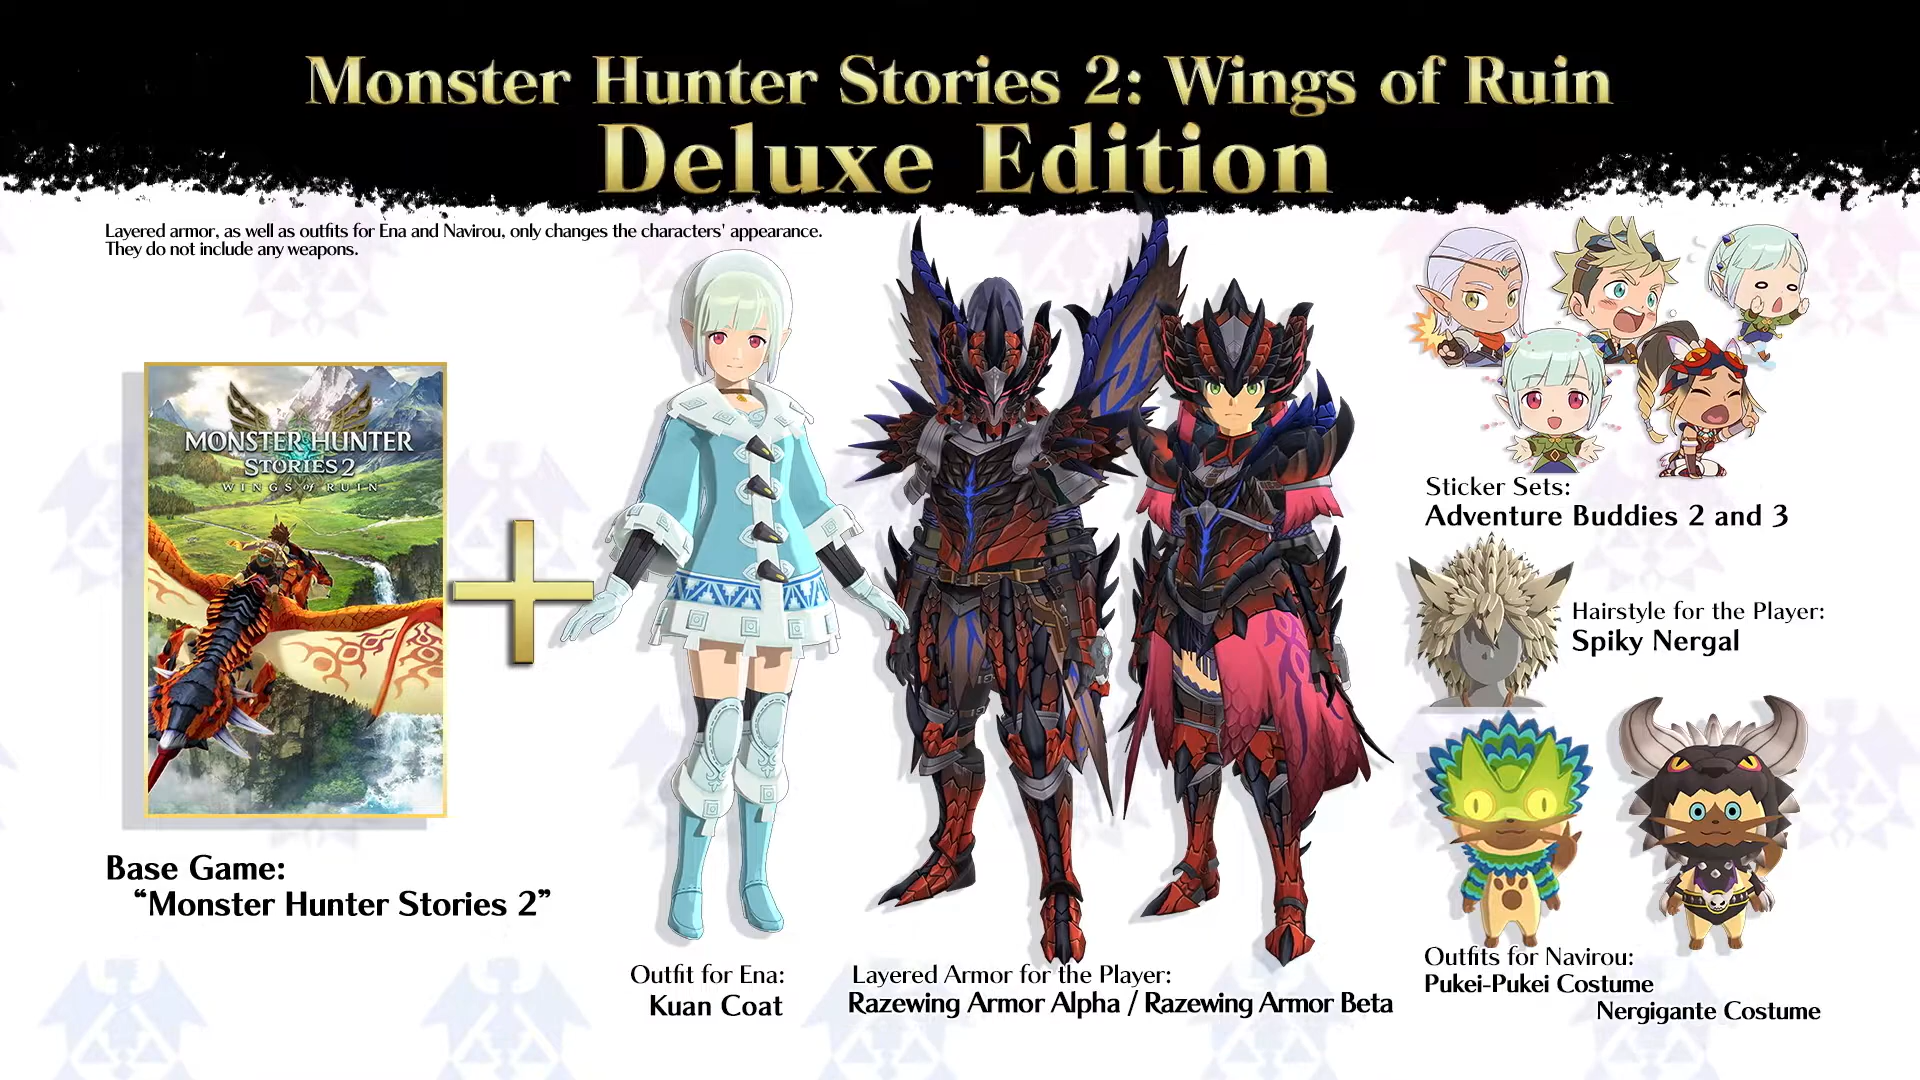 Monster Hunter Stories 2: Wings of Ruin
Deluxe Edition
Layered armor, as well as outfits for Ena and Navirou, only changes the characters' appearance.
They do not include any weapons.
MONSTER HUNTER
STORIES 2
WINGS of RUIN
Base Game:
“Monster Hunter Stories 2”
Outfit for Ena:
Kuan Coat
Layered Armor for the Player:
Razewing Armor Alpha / Razewing Armor Beta
Sticker Sets:
Adventure Buddies 2 and 3
Hairstyle for the Player:
Spiky Nergal
Outfits for Navirou:
Pukei-Pukei Costume
Nergigante Costume